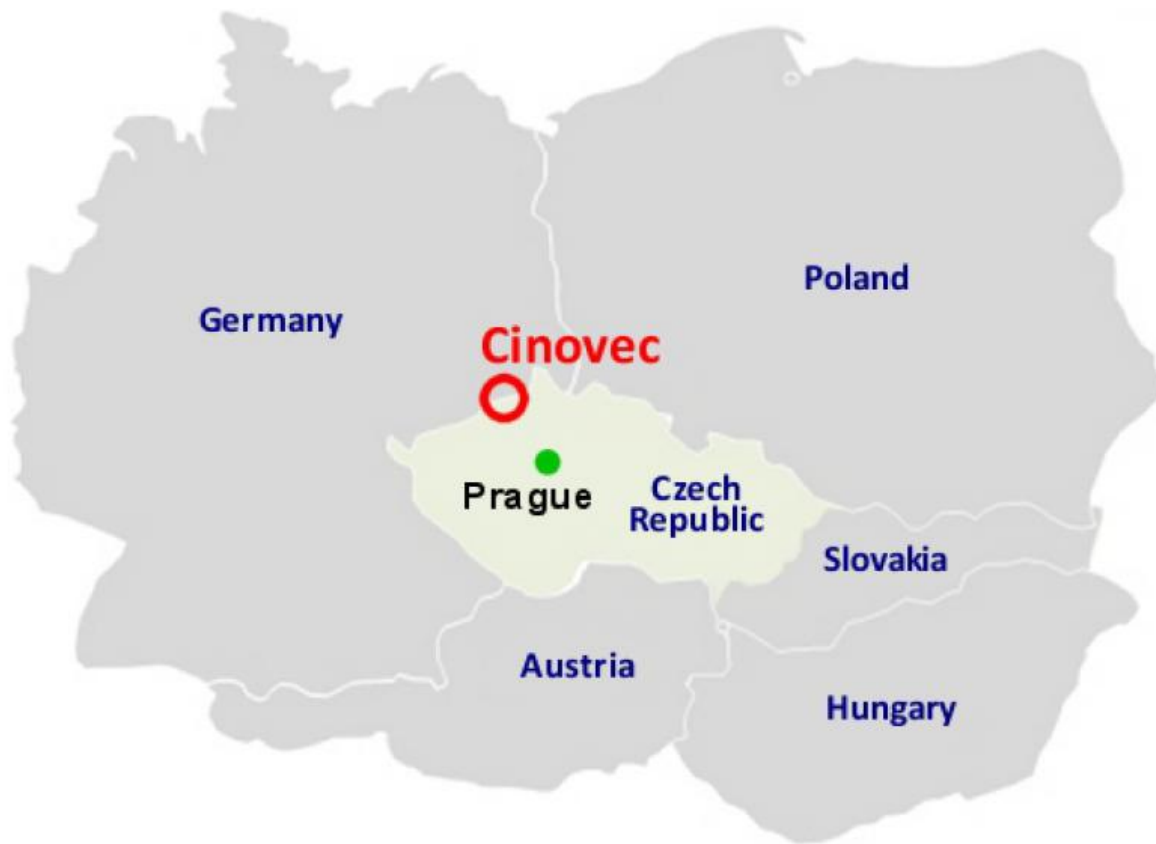 Poland
Germany
Cinovec
Prague
Czech
Republic
Slovakia
Austria
Hungary